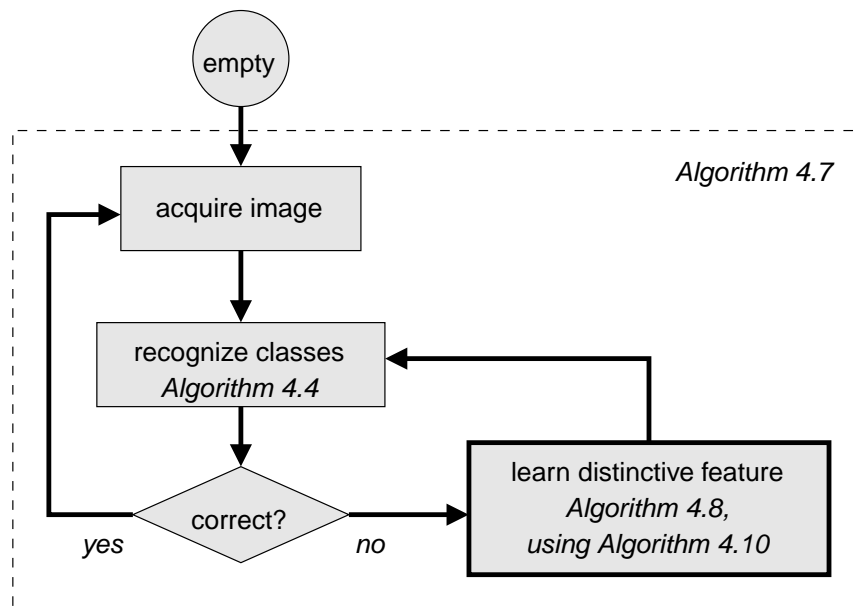 empty
Algorithm 4.7
acquire image
recognize classes
Algorithm 4.4
correct?
yes
no
learn distinctive feature
Algorithm 4.8,
using Algorithm 4.10